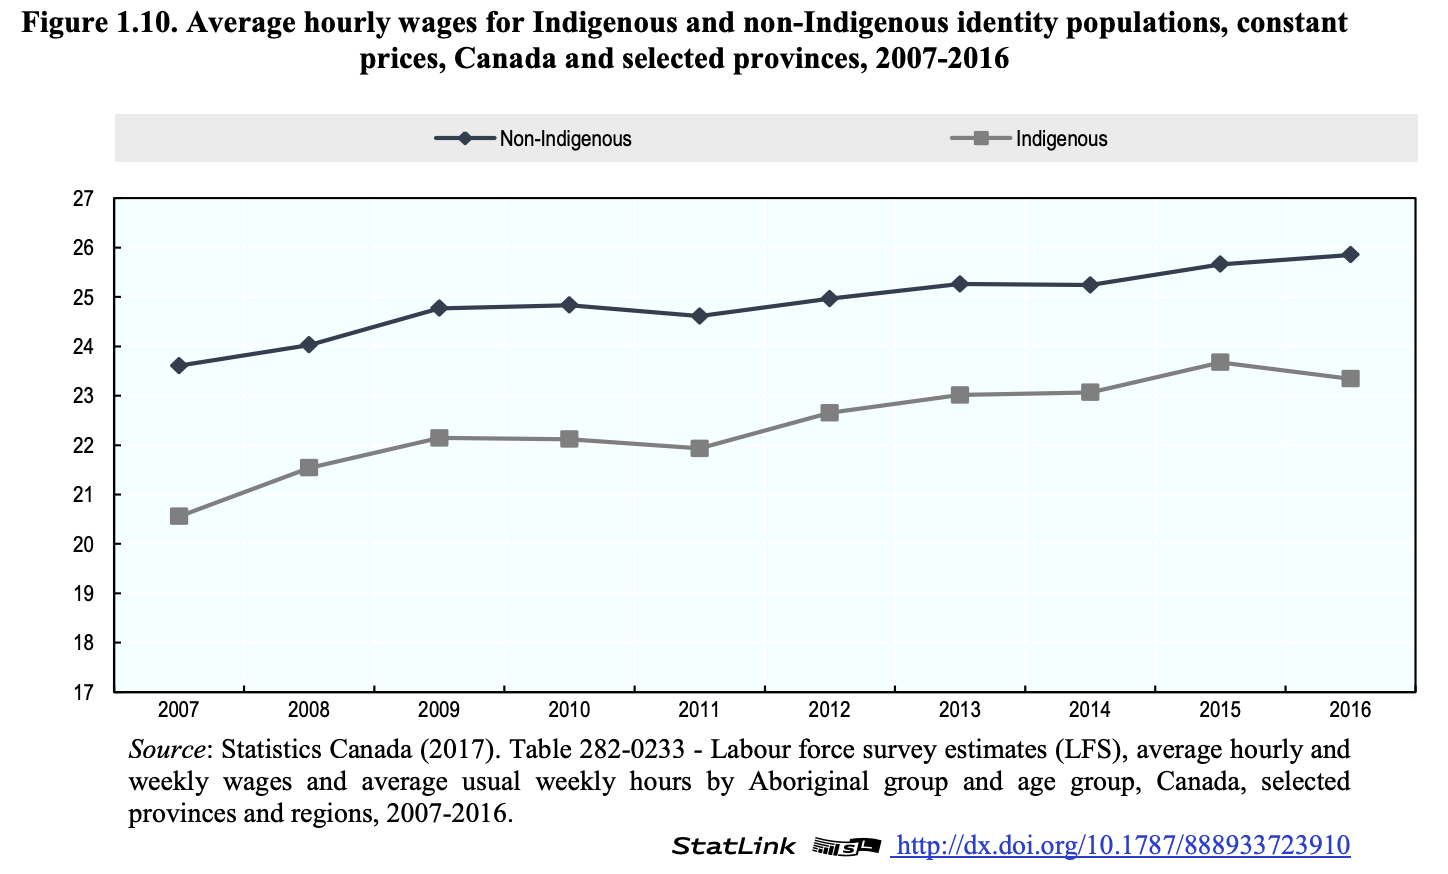 Figure 1.10. Average hourly wages for Indigenous and non-Indigenous identity populations, constant
prices, Canada and selected provinces, 2007-2016
Non-Indigenous
Indigenous
27
26
25
24
23
22
21
20
19
18
17
2007 2008 2009 2010 2011 2012 2013 2014 2015 2016
Source: Statistics Canada (2017). Table 282-0233 - Labour force survey estimates (LFS), average hourly and
weekly wages and average usual weekly hours by Aboriginal group and age group, Canada, selected
provinces and regions, 2007-2016.
StatLink http://dx.doi.org/10.1787/888933723910